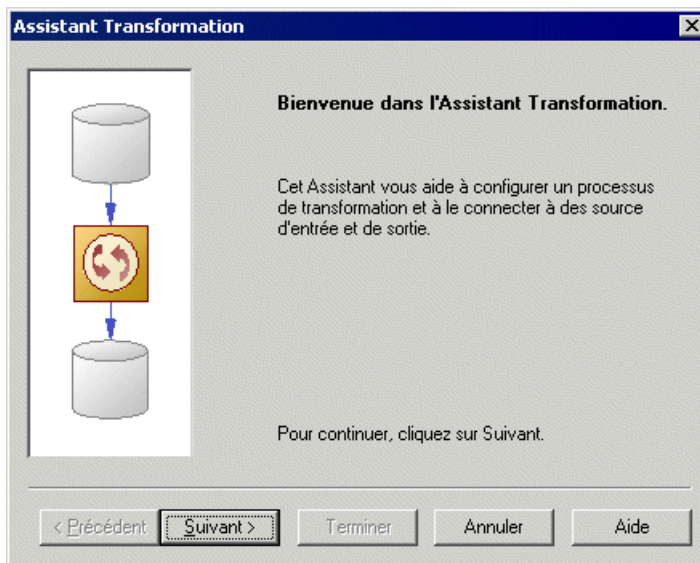 Assistant Transformation
Bienvenue dans l'Assistant Transformation.
Cet Assistant vous aide à configurer un processus
de transformation et à le connecter à des source
d'entrée et de sortie.
Pour continuer, cliquez sur Suivant.
< Précédent
Suivant >
Terminer
Annuler
Aide